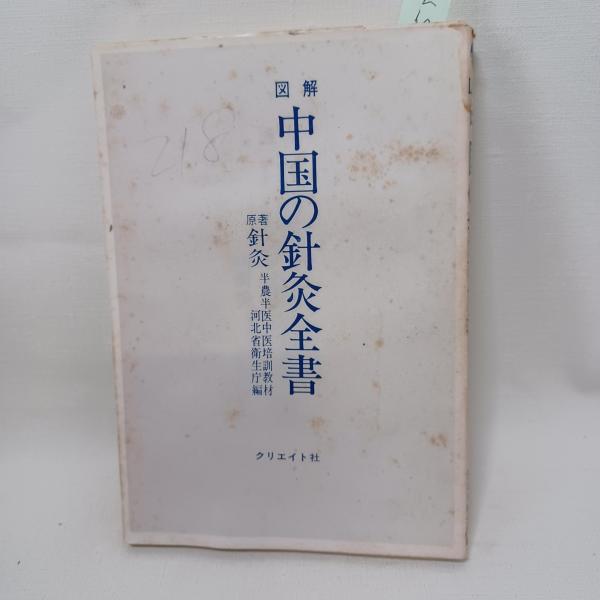 図解
中国の針灸全書
原著
針灸
半農半医中医培訓教材
河北省衛生庁編
クリエイト社
218